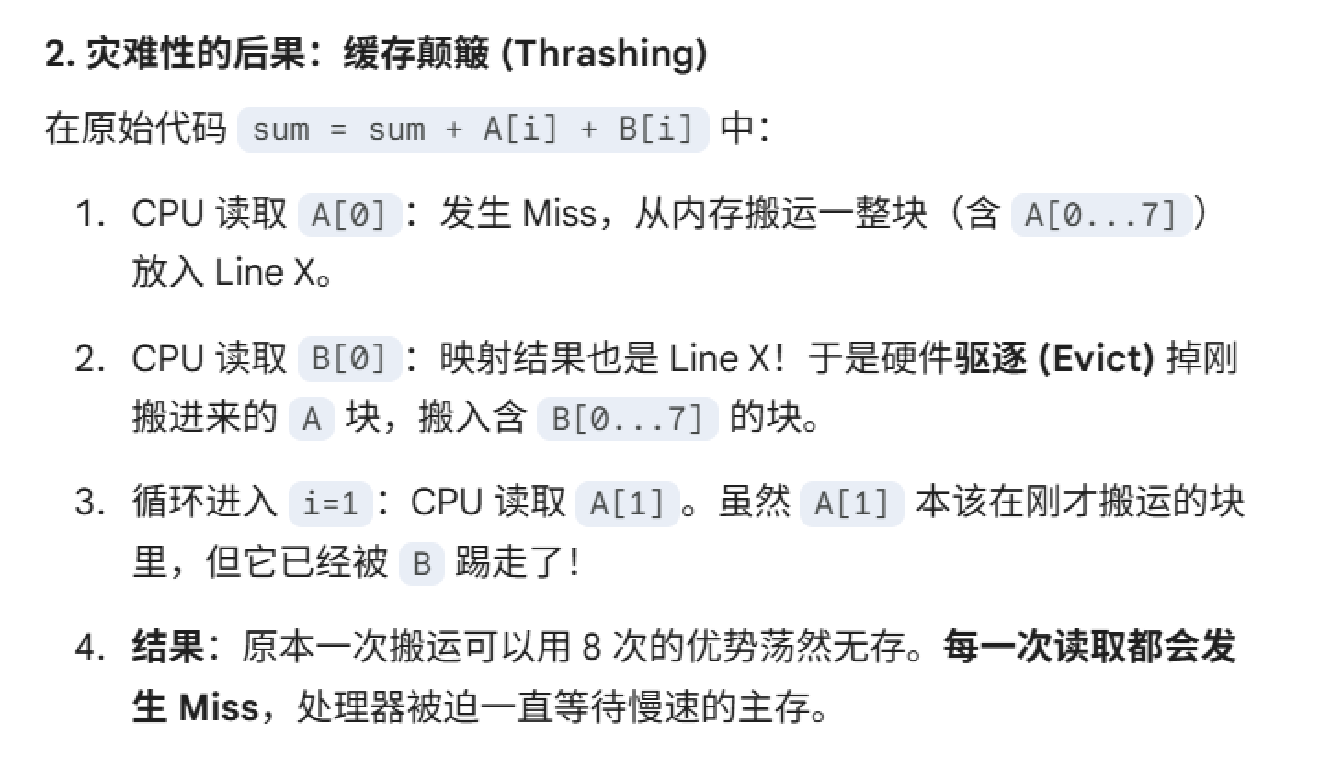 2. 灾难性的后果：缓存颠簸 (Thrashing)
在原始代码 sum = sum + A[i] + B[i] 中：
1. CPU 读取 A[0]：发生 Miss，从内存搬运一整块（含 A[0...7]）
放入 Line X。
2. CPU 读取 B[0]：映射结果也是 Line X！于是硬件驱逐 (Evict) 掉刚
搬进来的 A 块，搬入含 B[0...7] 的块。
3. 循环进入 i=1：CPU 读取 A[1]。虽然 A[1] 本该在刚才搬运的块
里，但它已经被 B 踢走了！
4. 结果：原本一次搬运可以用 8 次的优势荡然无存。每一次读取都会发
生 Miss，处理器被迫一直等待慢速的主存。